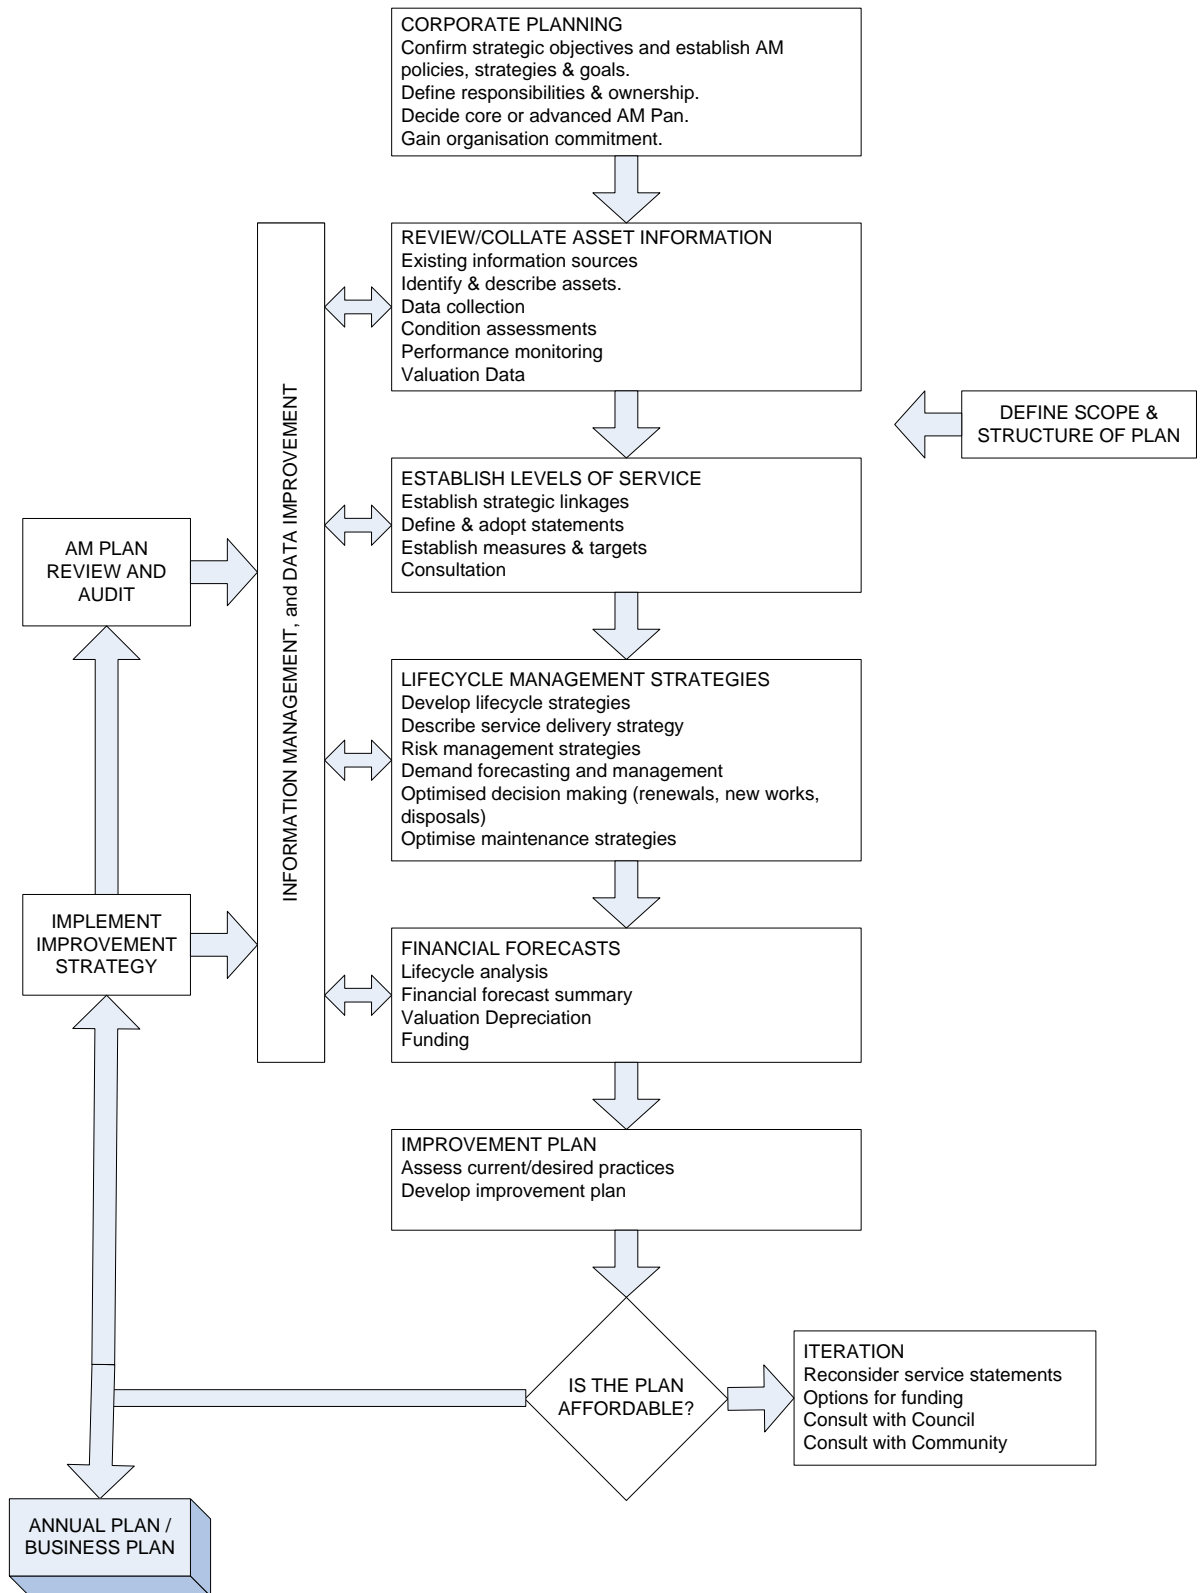 CORPORATE PLANNING
Confirm strategic objectives and establish AM
policies, strategies & goals.
Define responsibilities & ownership.
Decide core or advanced AM Pan.
Gain organisation commitment.
REVIEW/COLLATE ASSET INFORMATION
Existing information sources
Identify & describe assets.
Data collection
Condition assessments
Performance monitoring
Valuation Data
DEFINE SCOPE &
STRUCTURE OF PLAN
INFORMATION MANAGEMENT, and DATA IMPROVEMENT
ESTABLISH LEVELS OF SERVICE
Establish strategic linkages
Define & adopt statements
Establish measures & targets
Consultation
AM PLAN
REVIEW AND
AUDIT
LIFECYCLE MANAGEMENT STRATEGIES
Develop lifecycle strategies
Describe service delivery strategy
Risk management strategies
Demand forecasting and management
Optimised decision making (renewals, new works,
disposals)
Optimise maintenance strategies
IMPLEMENT
IMPROVEMENT
STRATEGY
FINANCIAL FORECASTS
Lifecycle analysis
Financial forecast summary
Valuation Depreciation
Funding
IMPROVEMENT PLAN
Assess current/desired practices
Develop improvement plan
IS THE PLAN
AFFORDABLE?
ITERATION
Reconsider service statements
Options for funding
Consult with Council
Consult with Community
ANNUAL PLAN /
BUSINESS PLAN